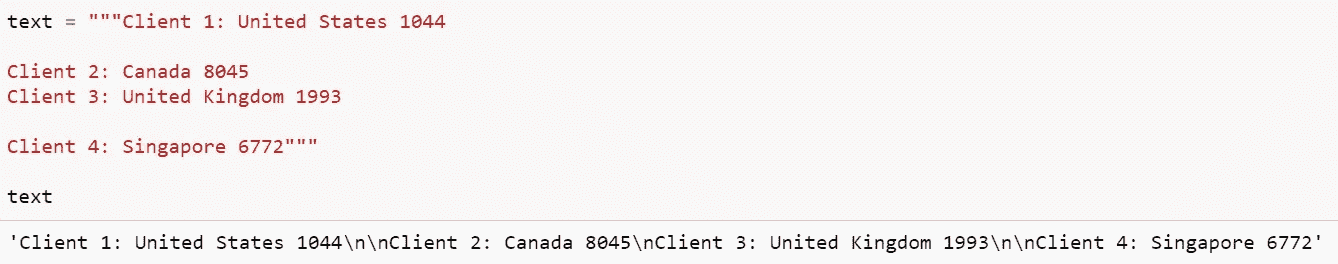 text = """Client 1: United States 1044
Client 2: Canada 8045
Client 3: United Kingdom 1993
Client 4: Singapore 6772"""
text
'Client 1: United States 1044\n\nClient 2: Canada 8045\nClient 3: United Kingdom 1993\n\nClient 4: Singapore 6772'